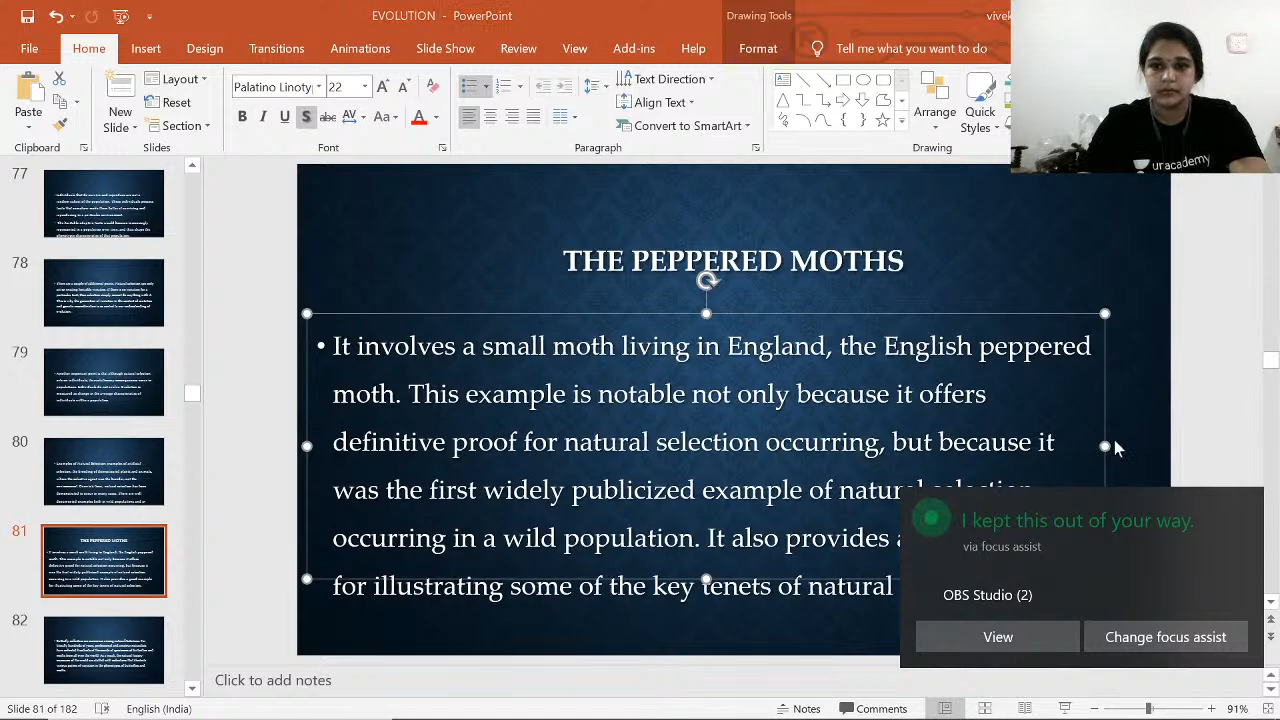 EVOLUTION - PowerPoint
Drawing Tools
vivek
File Home Insert Design Transitions Animations Slide Show Review View Add-ins Help Format Tell me what you want to do
Paste
Clipboard
New
Slide
Layout
Reset
Section
Slides
Palatino Linoty 22
Font
Text Direction
Align Text
Convert to SmartArt
Paragraph
Arrange
Quick
Styles
Drawing
uracademy
77
78
79
80
81
82
THE PEPPERED MOTHS
• It involves a small moth living in England, the English peppered
moth. This example is notable not only because it offers
definitive proof for natural selection occurring, but because it
was the first widely publicized example of natural selection
occurring in a wild population. It also provides a
for illustrating some of the key tenets of natural
I kept this out of your way.
via focus assist
OBS Studio (2)
View Change focus assist
Click to add notes
Slide 81 of 182 English (India) Notes Comments 91%